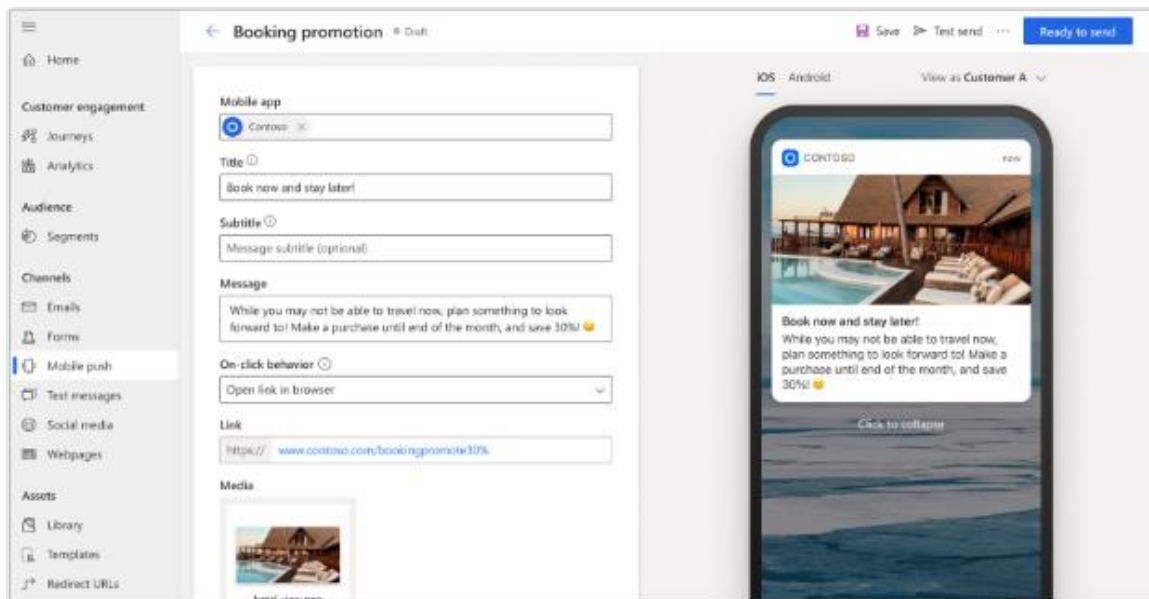 Booking promotion Draft
Save Test send ... Ready to send
Home
Customer engagement
Journeys
Analytics
Audience
Segments
Channels
Emails
Forms
Mobile push
Text messages
Social media
Webpages
Assets
Library
Templates
Redirect URLs
Mobile app
Contoso
Title
Book now and stay later!
Subtitle
Message subtitle (optional)
Message
While you may not be able to travel now, plan something to look
forward to! Make a purchase until end of the month, and save 30%! 😊
On-click behavior
Open link in browser
Link
https:// www.contoso.com/bookingpromote30%
Media
iOS Android View as Customer A
CONTOSO now
Book now and stay later!
While you may not be able to travel now,
plan something to look forward to! Make a
purchase until end of the month, and save
30%! 😊
Click to collapse